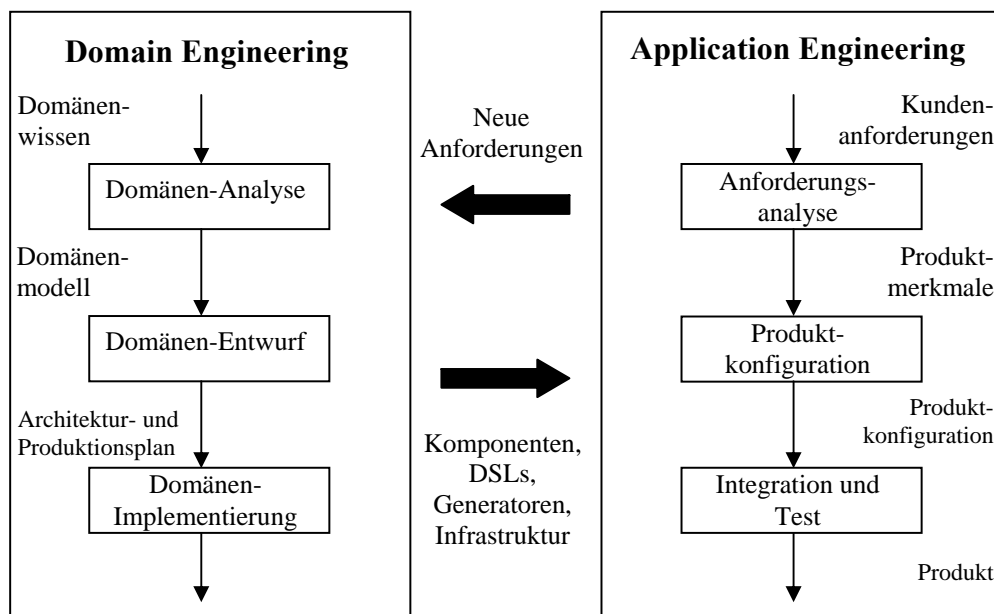 Domain Engineering
Domänen-
wissen
Domänen-Analyse
Domänen-
modell
Domänen-Entwurf
Architektur- und
Produktionsplan
Domänen-
Implementierung
Neue
Anforderungen
Komponenten,
DSLs,
Generatoren,
Infrastruktur
Application Engineering
Kunden-
anforderungen
Anforderungs-
analyse
Produkt-
merkmale
Produkt-
konfiguration
Produkt-
konfiguration
Integration und
Test
Produkt